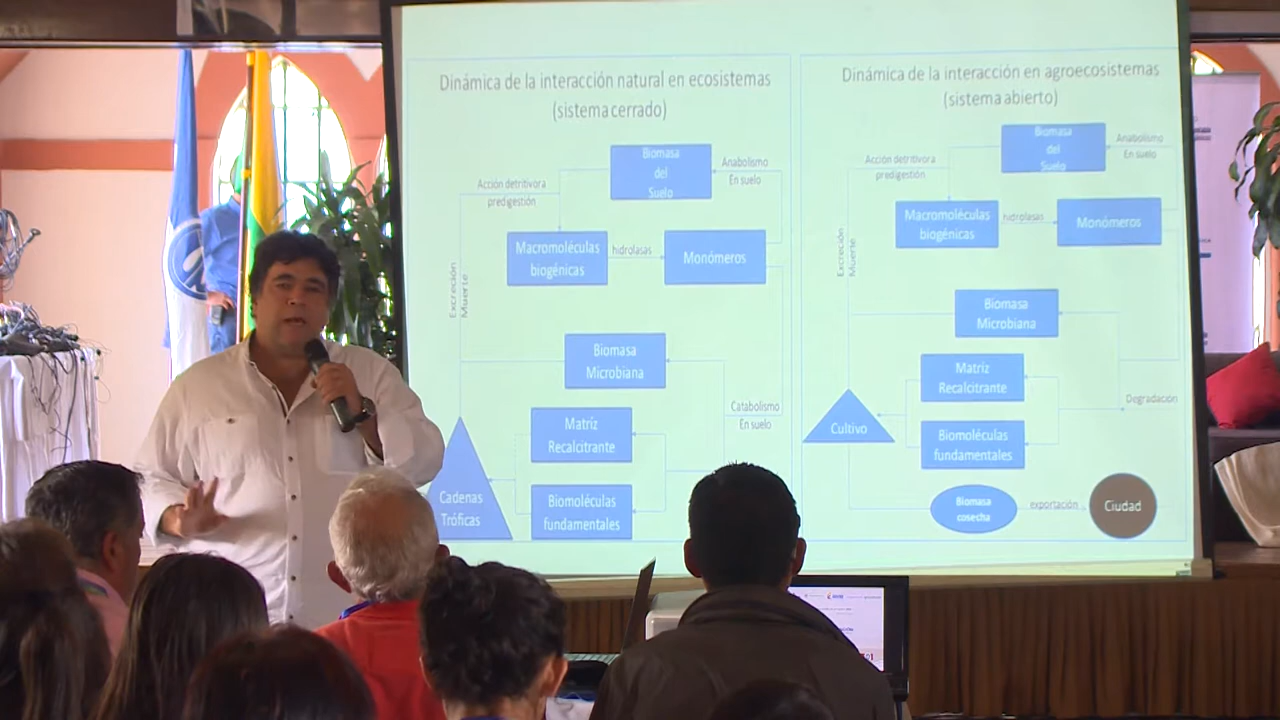 Dinámica de la interacción natural en ecosistemas
(sistema cerrado)
Biomasa
del
Suelo
Anabolismo
En suelo
Acción detritivora
predigestión
Macromoléculas
biogénicas
hidrolasas
Monómeros
Excreción
Muerte
Biomasa
Microbiana
Catabolismo
En suelo
Matriz
Recalcitrante
Cadenas
Tróficas
Biomoléculas
fundamentales
Dinámica de la interacción en agroecosistemas
(sistema abierto)
Biomasa
del
Suelo
Anabolismo
En suelo
Acción detritivora
predigestión
Macromoléculas
biogénicas
hidrolasas
Monómeros
Excreción
Muerte
Biomasa
Microbiana
Matriz
Recalcitrante
Degradación
Cultivo
Biomoléculas
fundamentales
Biomasa
cosecha
exportación
Ciudad